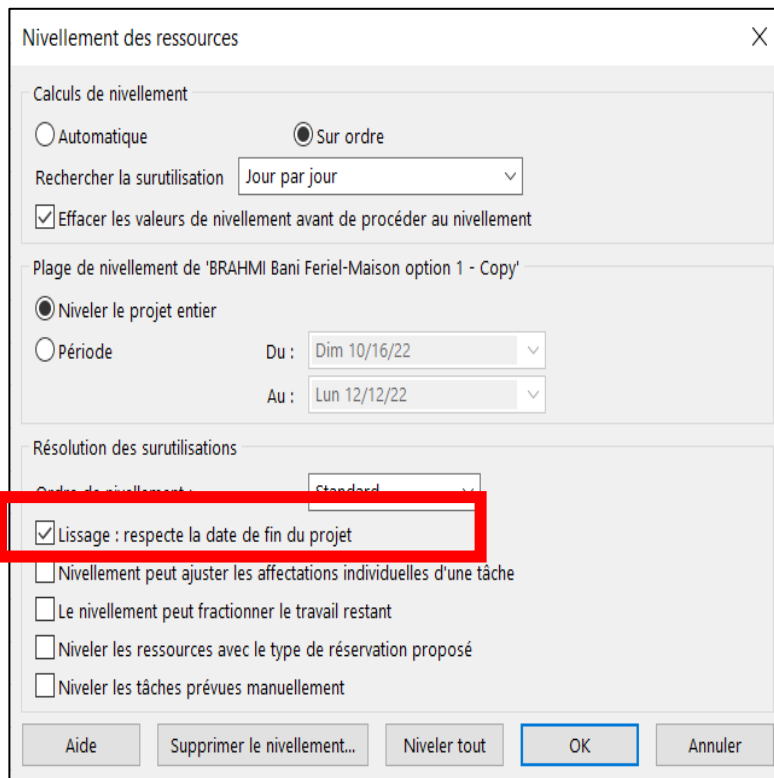 Nivellement des ressources
Calculs de nivellement
Automatique
Sur ordre
Rechercher la surutilisation
Jour par jour
Effacer les valeurs de nivellement avant de procéder au nivellement
Plage de nivellement de 'BRAHMI Bani Feriel-Maison option 1 - Copy'
Niveler le projet entier
Période
Du :
Dim 10/16/22
Au :
Lun 12/12/22
Résolution des surutilisations
Ordre de nivellement :
Standard
Lissage : respecte la date de fin du projet
Nivellement peut ajuster les affectations individuelles d'une tâche
Le nivellement peut fractionner le travail restant
Niveler les ressources avec le type de réservation proposé
Niveler les tâches prévues manuellement
Aide
Supprimer le nivellement...
Niveler tout
OK
Annuler